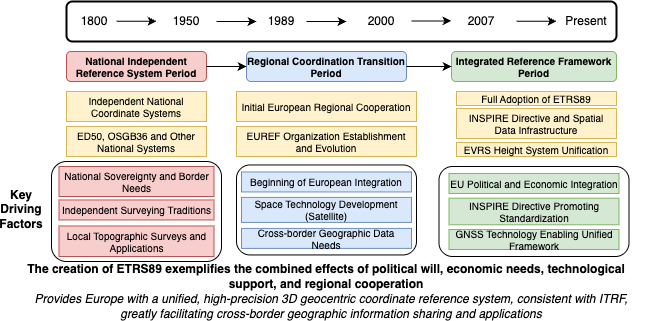 1800 1950 1989 2000 2007 Present
National Independent
Reference System Period
Regional Coordination Transition
Period
Integrated Reference Framework
Period
Independent National
Coordinate Systems
ED50, OSGB36 and Other
National Systems
Initial European Regional Cooperation
EUREF Organization Establishment
and Evolution
Full Adoption of ETRS89
INSPIRE Directive and Spatial
Data Infrastructure
EVRS Height System Unification
Key
Driving
Factors
National Sovereignty and Border
Needs
Independent Surveying Traditions
Local Topographic Surveys and
Applications
Beginning of European Integration
Space Technology Development
(Satellite)
Cross-border Geographic Data
Needs
EU Political and Economic Integration
INSPIRE Directive Promoting
Standardization
GNSS Technology Enabling Unified
Framework
The creation of ETRS89 exemplifies the combined effects of political will, economic needs, technological
support, and regional cooperation
Provides Europe with a unified, high-precision 3D geocentric coordinate reference system, consistent with ITRF,
greatly facilitating cross-border geographic information sharing and applications